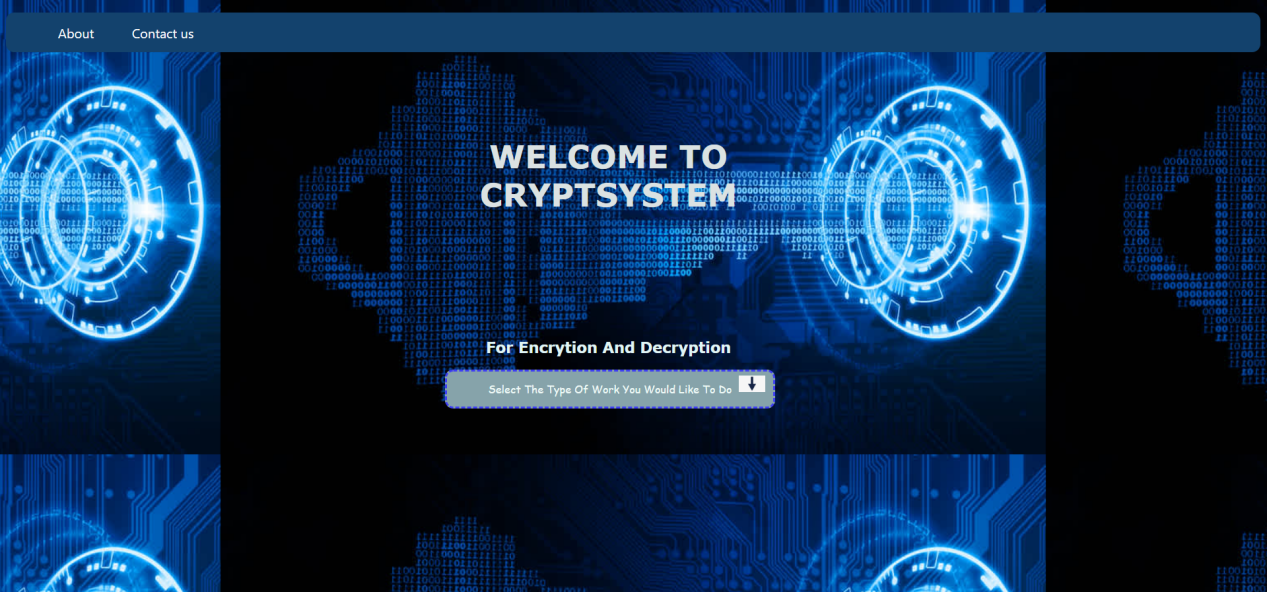 About
Contact us
WELCOME TO
CRYPTSYSTEM
For Encrytion And Decryption
Select The Type Of Work You Would Like To Do